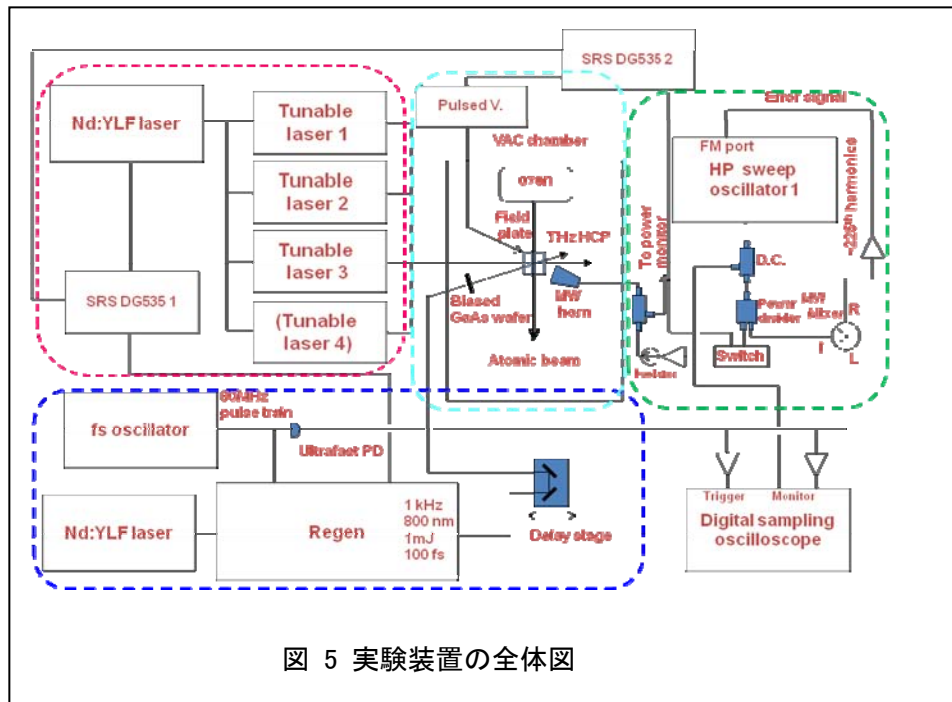 SRS DG535 2
Error signal
Nd:YLF laser
Tunable
laser 1
Pulsed V.
VAC chamber
FM port
HP sweep
oscillator 1
oven
Tunable
laser 2
~225th harmonics
Field
plate
THz HCP
To power
monitor
Tunable
laser 3
D.C.
SRS DG535 1
Biased
GaAs wafer
MW
horn
Power
divider
MW
Mixer
R
I
L
(Tunable
laser 4)
Atomic beam
Isolator
Switch
80MHz
pulse train
fs oscillator
Ultrafast PD
Trigger
Monitor
Nd:YLF laser
Regen
1 kHz
800 nm
1mJ
100 fs
Delay stage
Digital sampling
oscilloscope
図 5 実験装置の全体図